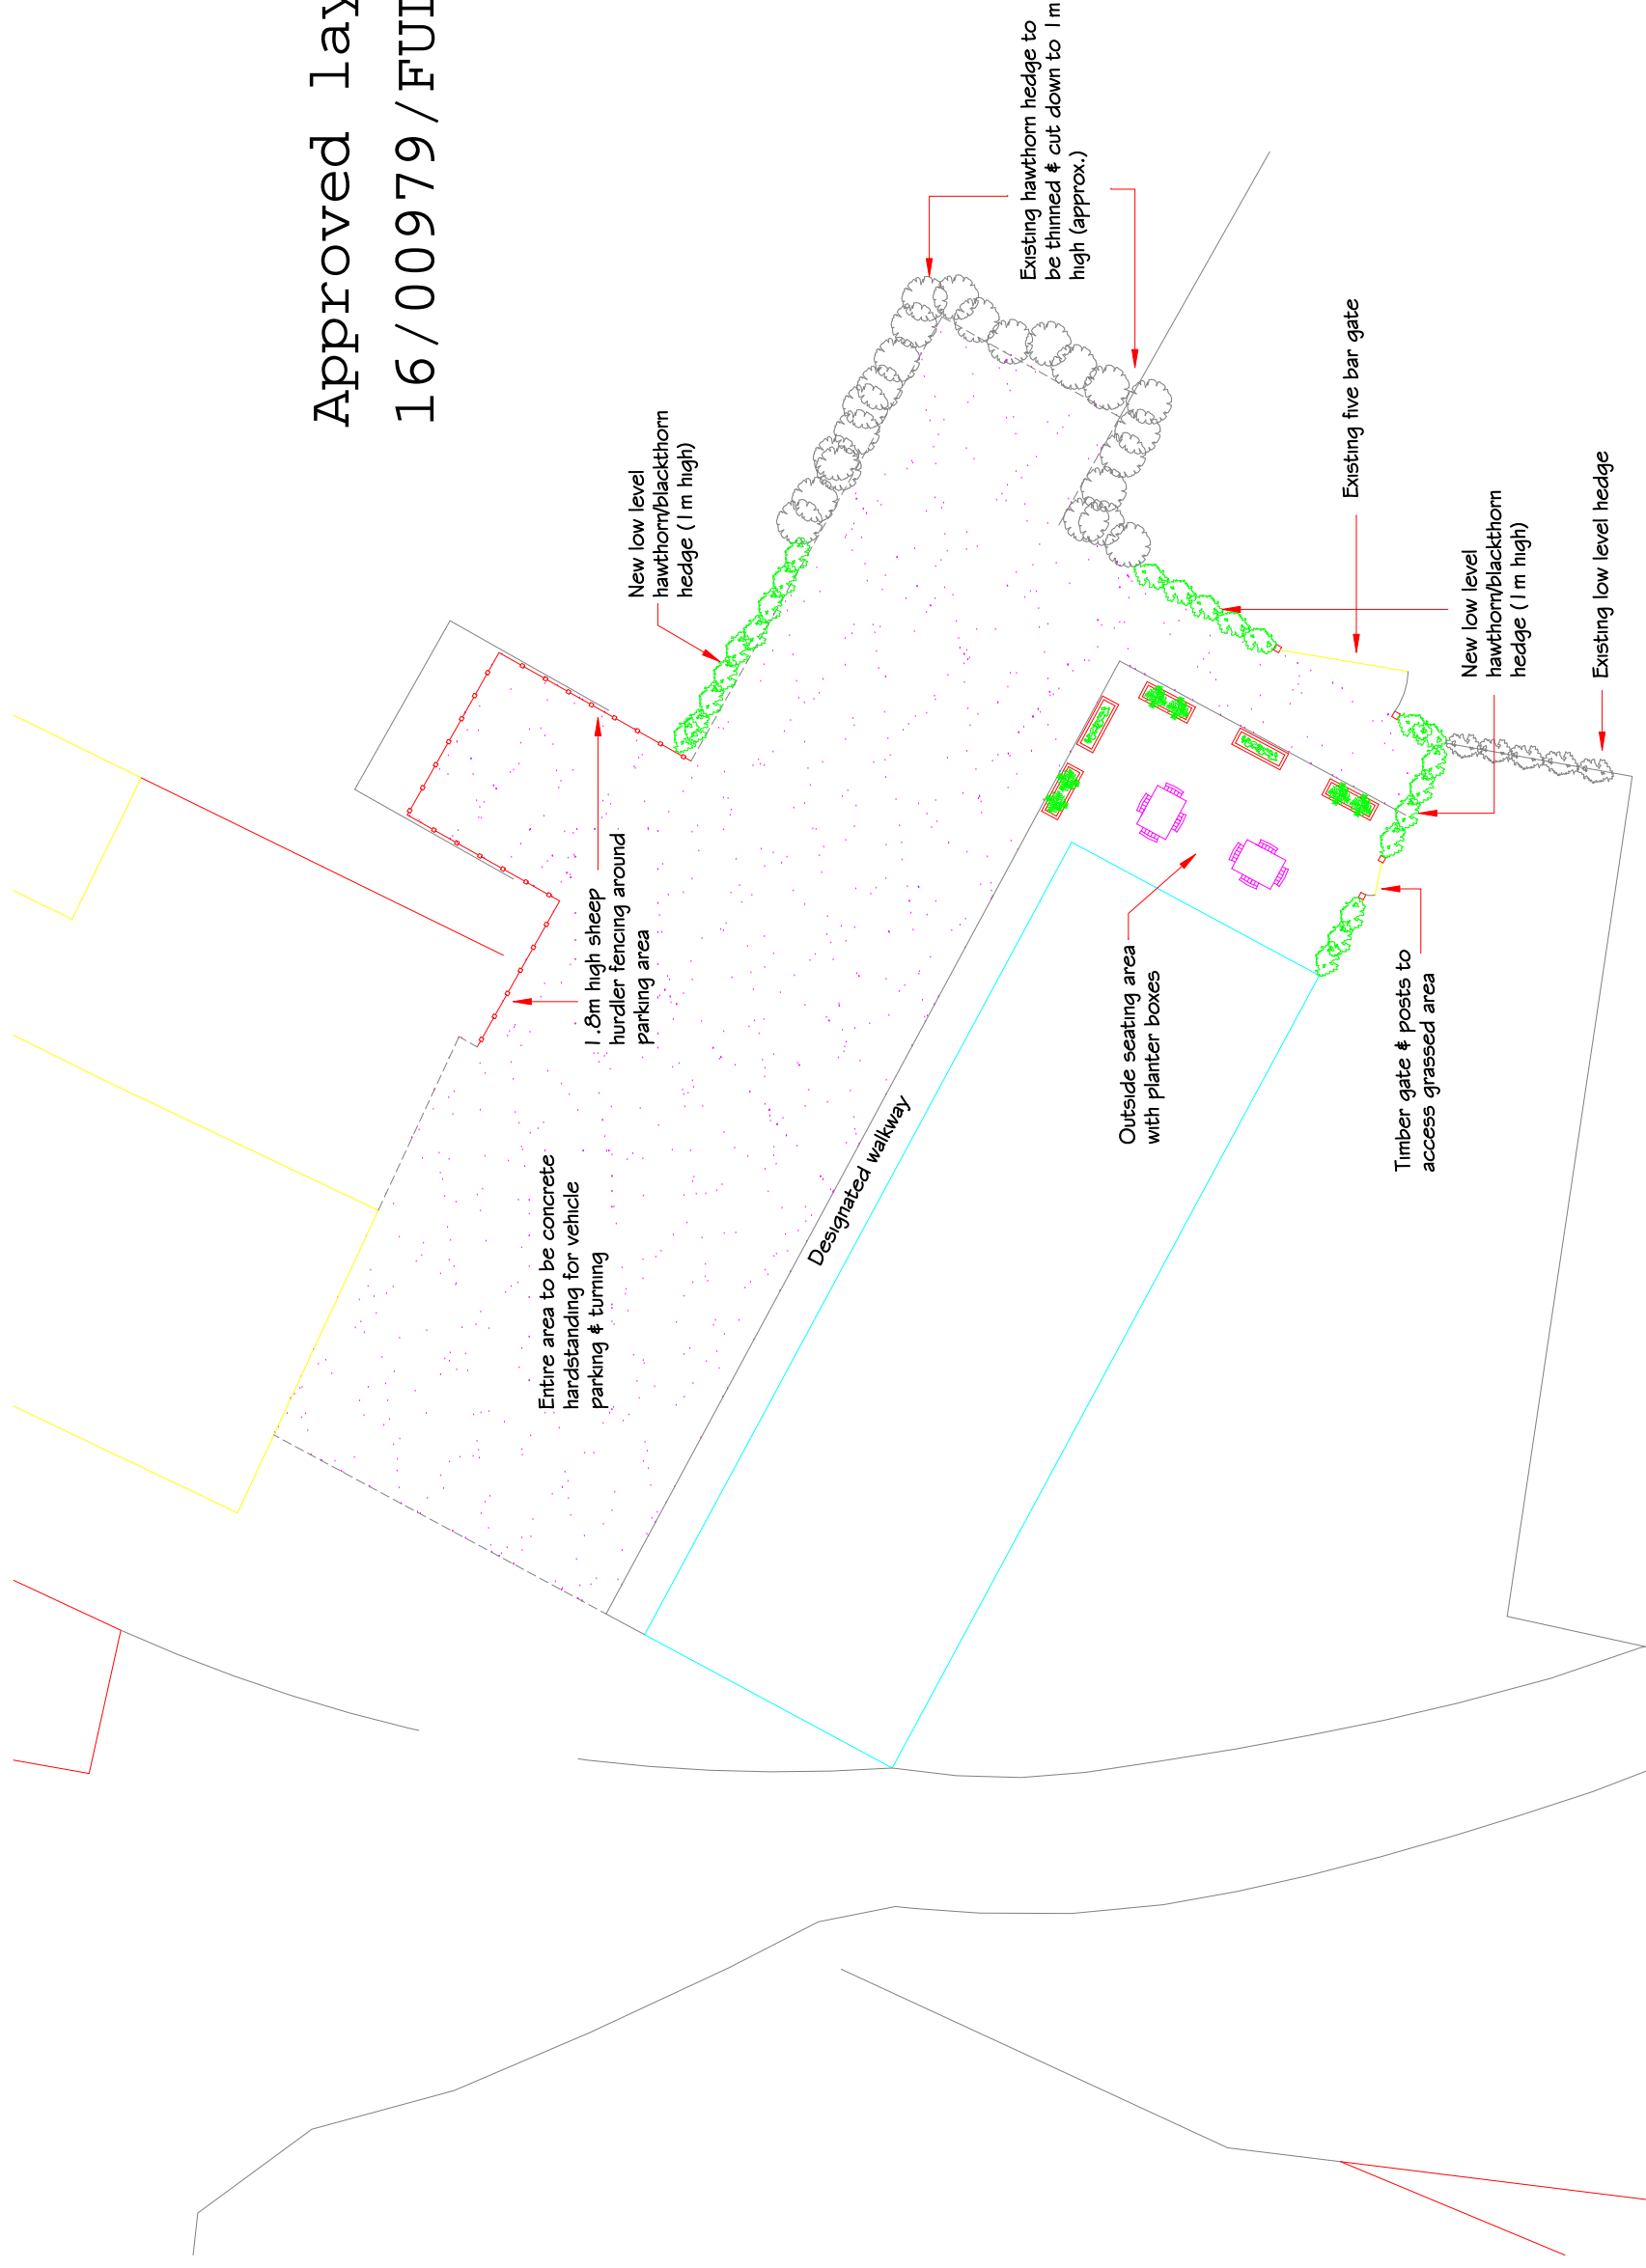 Approved lay
16/00979/FUL
Existing hawthorn hedge to
be thinned & cut down to 1m
high (approx.)
New low level
hawthorn/blackthorn
hedge (1m high)
Existing five bar gate
New low level
hawthorn/blackthorn
hedge (1m high)
Existing low level hedge
1.8m high sheep
hurdler fencing around
parking area
Outside seating area
with planter boxes
Timber gate & posts to
access grassed area
Designated walkway
Entire area to be concrete
hardstanding for vehicle
parking & turning